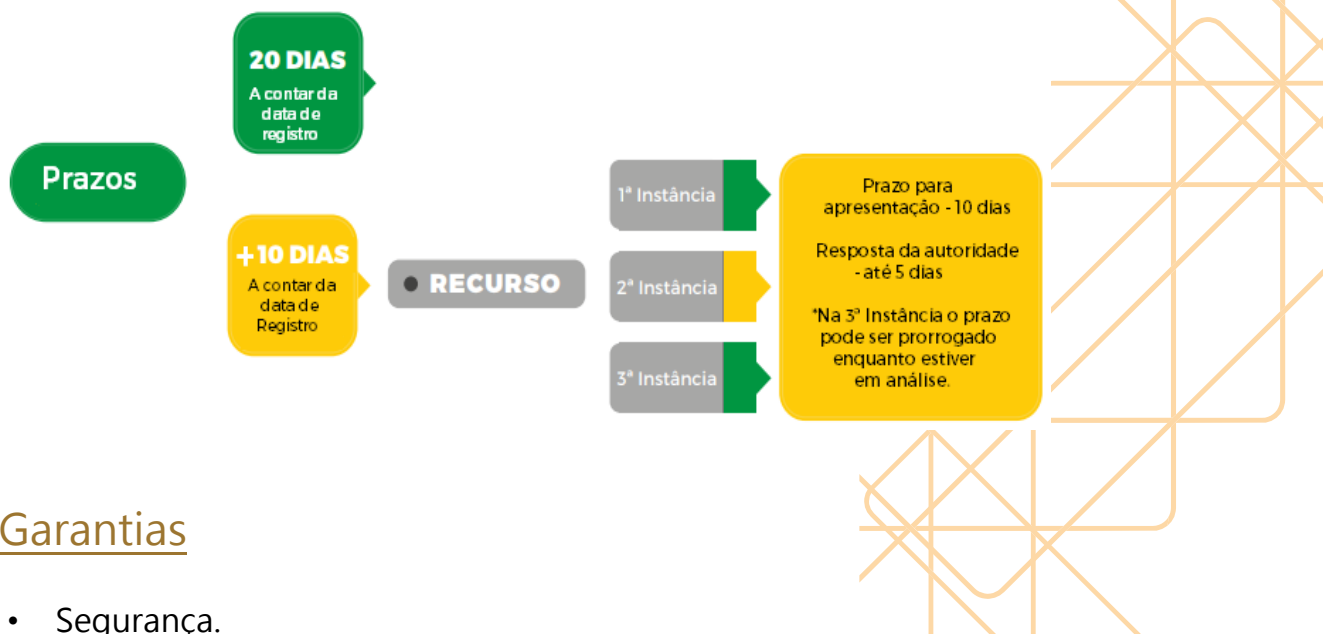 Prazos
20 DIAS
A contar da
data de
registro
+10 DIAS
A contar da
data de
Registro
• RECURSO
1ª Instância
2ª Instância
3ª Instância
Prazo para
apresentação - 10 dias
Resposta da autoridade
- até 5 dias
*Na 3ª Instância o prazo
pode ser prorrogado
enquanto estiver
em análise.
Garantias
• Segurança.